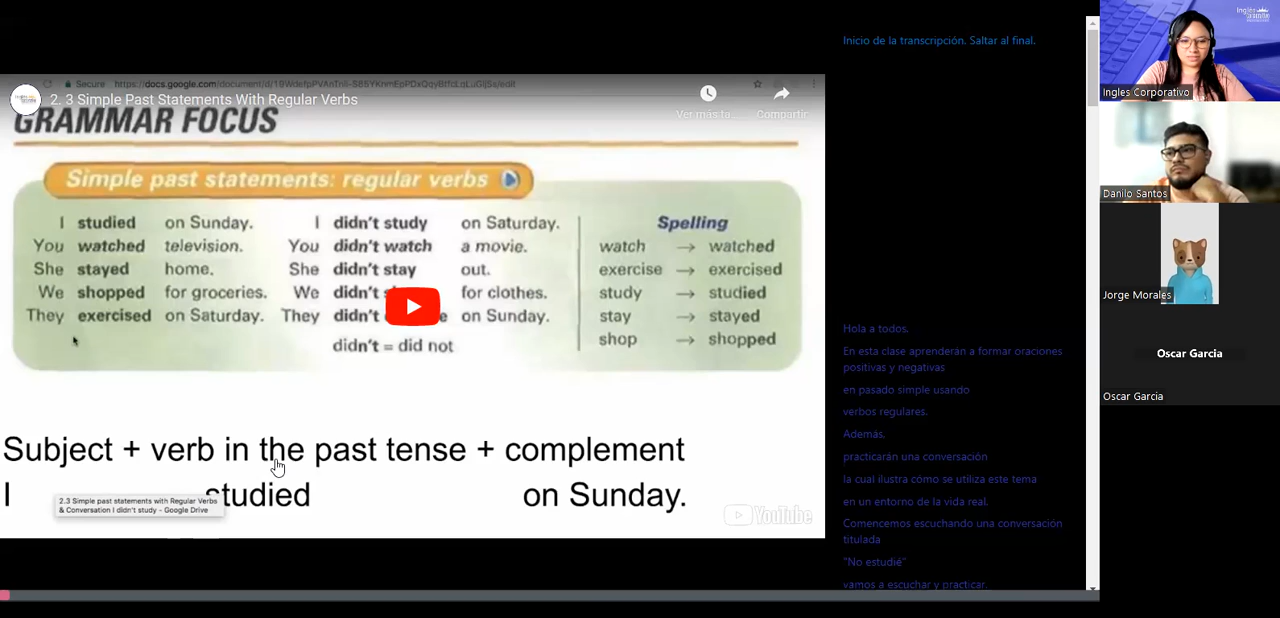 Secure
2. 3 Simple Past Statements With Regular Verbs
Ver más ta...
Compartir
GRAMMAR FOCUS
Simple past statements: regular verbs
I studied on Sunday.
You watched television.
She stayed home.
We shopped for groceries.
They exercised on Saturday.
I didn't study on Saturday.
You didn't watch a movie.
She didn't stay out.
We didn't for clothes.
They didn't on Sunday.
didn't = did not
Spelling
watch → watched
exercise → exercised
study → studied
stay → stayed
shop → shopped
Subject + verb in the past tense + complement
I studied on Sunday.
2.3 Simple past statements with Regular Verbs
& Conversation I didn't study - Google Drive
YouTube
Inicio de la transcripción. Saltar al final.
Hola a todos.
En esta clase aprenderán a formar oraciones
positivas y negativas
en pasado simple usando
verbos regulares.
Además,
practicarán una conversación
la cual ilustra cómo se utiliza este tema
en un entorno de la vida real.
Comencemos escuchando una conversación
titulada
"No estudié"
vamos a escuchar y practicar.
Ingles Corporativo
Danilo Santos
Jorge Morales
Oscar Garcia
Oscar Garcia